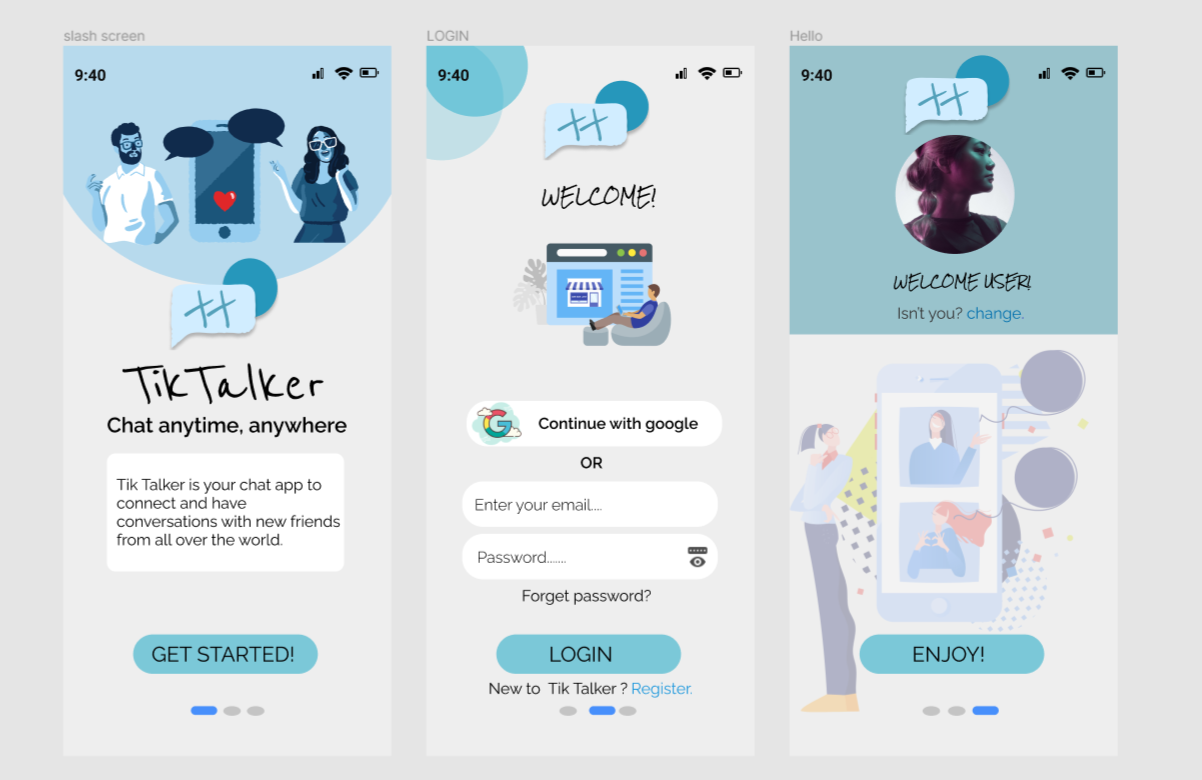 slash screen
9:40
TikTalker
Chat anytime, anywhere
Tik Talker is your chat app to
connect and have
conversations with new friends
from all over the world.
GET STARTED!
LOGIN
9:40
WELCOME!
Continue with google
OR
Enter your email....
Password.......
Forget password?
LOGIN
New to Tik Talker ? Register.
Hello
9:40
WELCOME USER!
Isn't you? change.
ENJOY!